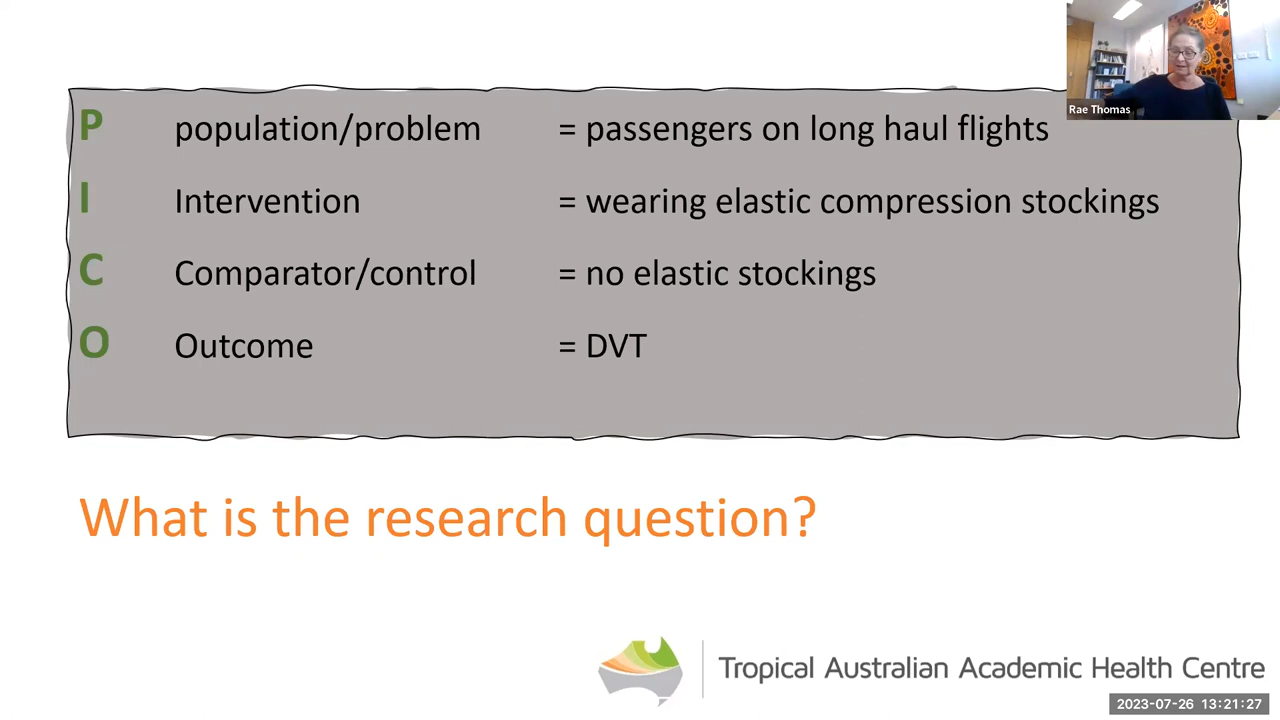 P population/problem = passengers on long haul flights
Rae Thomas
I Intervention = wearing elastic compression stockings
C Comparator/control = no elastic stockings
O Outcome = DVT
What is the research question?
Tropical Australian Academic Health Centre
2023-07-26 13:21:27